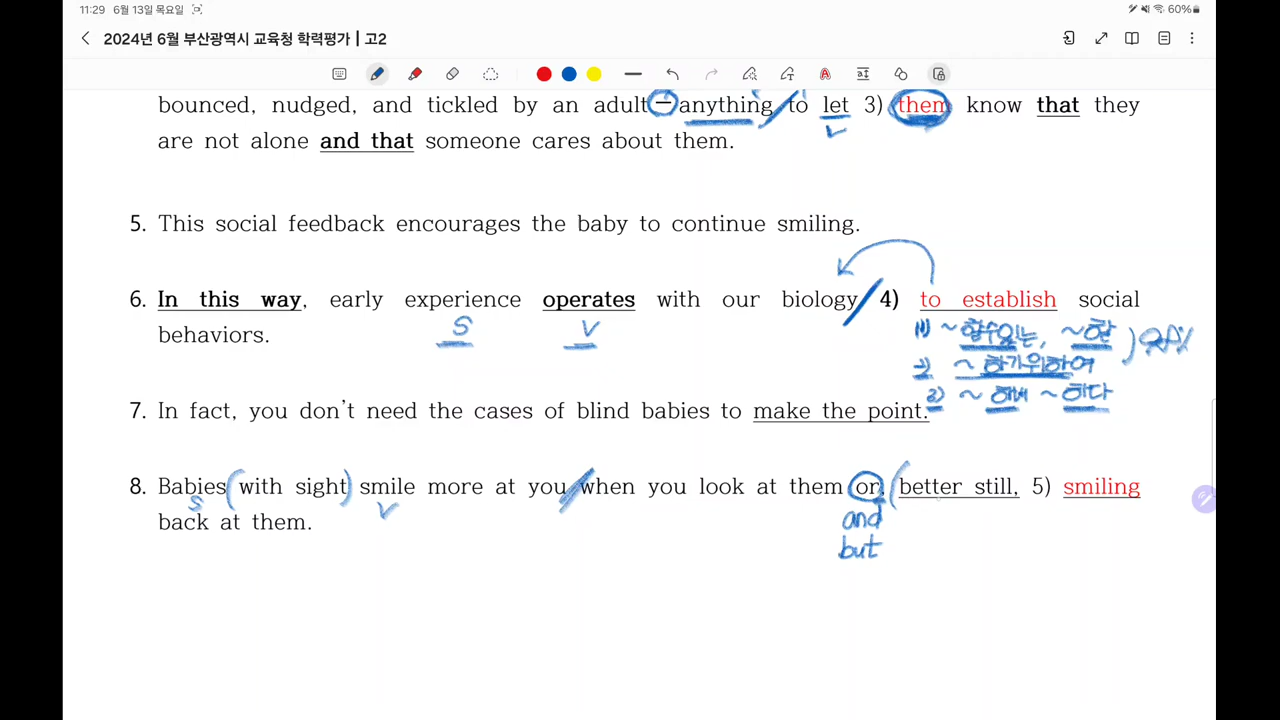 11:29 6월 13일 목요일 60%
2024년 6월 부산광역시 교육청 학력평가 | 고2
bounced, nudged, and tickled by an adult—anything to let 3) them know that they
V
are not alone and that someone cares about them.
5. This social feedback encourages the baby to continue smiling.
6. In this way, early experience operates with our biology 4) to establish social
behaviors.
S V
1) ~할수있는, ~할
2) ~하기위하여
3) ~해서 ~하다
7. In fact, you don't need the cases of blind babies to make the point.
8. Babies (with sight) smile more at you when you look at them or (better still, 5) smiling
S V
back at them.
and
but